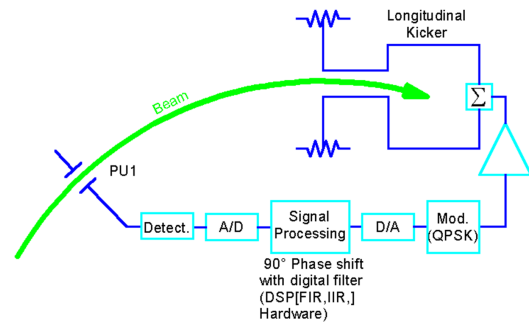 Longitudinal
Kicker
Beam
Σ
PU1
Detect.
A/D
Signal
Processing
D/A
Mod.
(QPSK)
90° Phase shift
with digital filter
(DSP[FIR,IIR,]
Hardware)